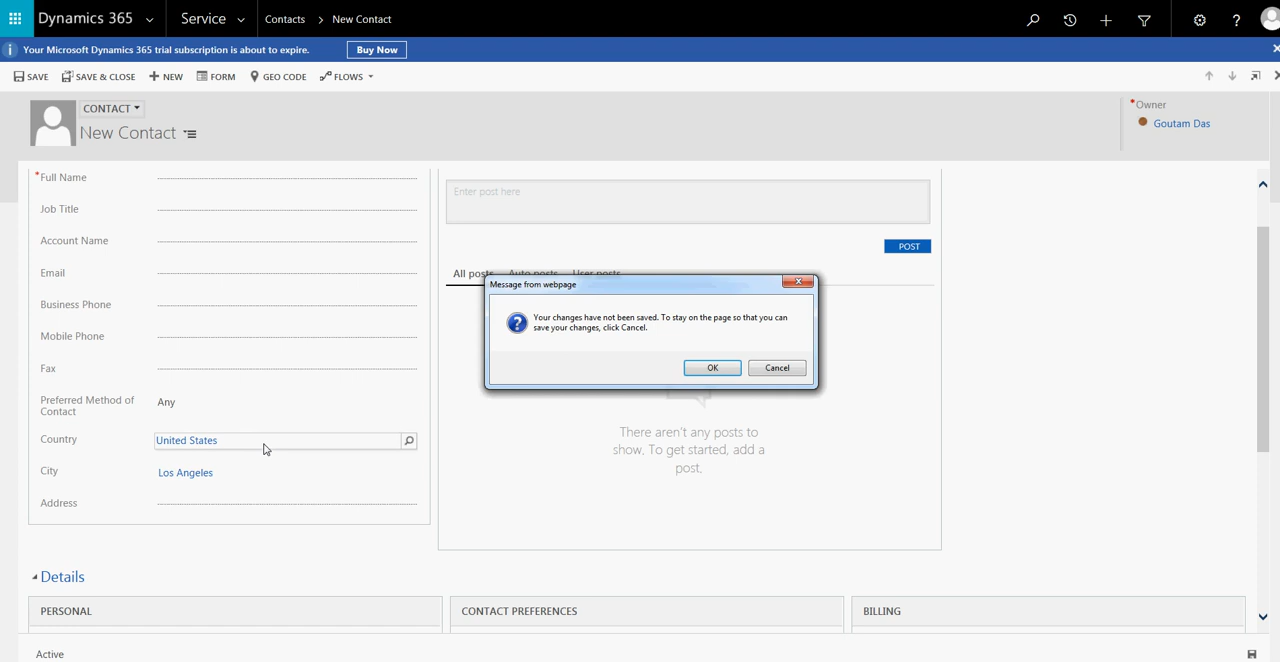 Dynamics 365 Service Contacts > New Contact ?
i Your Microsoft Dynamics 365 trial subscription is about to expire. Buy Now
SAVE SAVE & CLOSE + NEW FORM GEO CODE FLOWS
CONTACT
New Contact
*Owner
Goutam Das
*Full Name
Job Title
Account Name
Email
Business Phone
Mobile Phone
Fax
Preferred Method of
Contact
Any
Country United States
City Los Angeles
Address
Enter post here
POST
All posts Auto posts User posts
Message from webpage
Your changes have not been saved. To stay on the page so that you can
save your changes, click Cancel.
OK Cancel
There aren't any posts to
show. To get started, add a
post.
Details
PERSONAL CONTACT PREFERENCES BILLING
Active